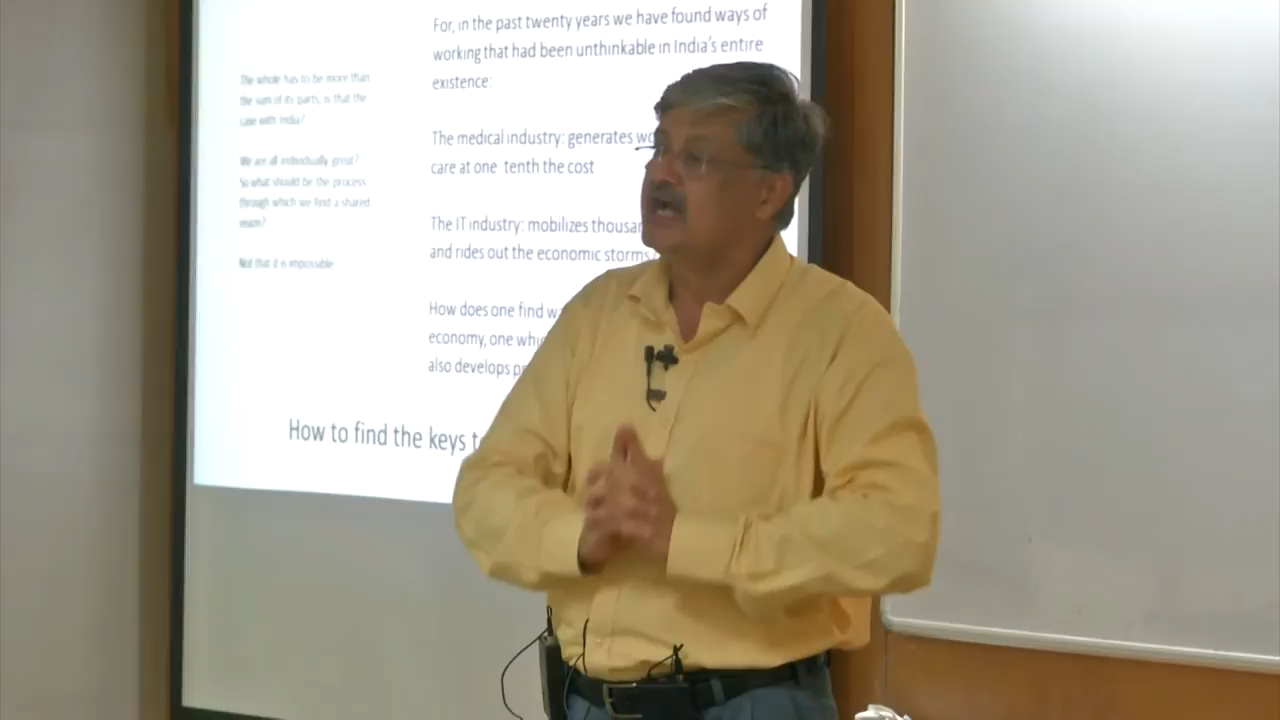 For, in the past twenty years we have found ways of
working that had been unthinkable in India's entire
existence:
The whole has to be more than
the sum of its parts, is that the
case with India?
We are all individually great?
So what should be the process
through which we find a shared
vision?
Not that it is impossible
The medical industry: generates
care at one tenth the cost
The IT industry: mobilizes
and rides out the economic storms
How does one find
economy, one
also develops
How to find the keys